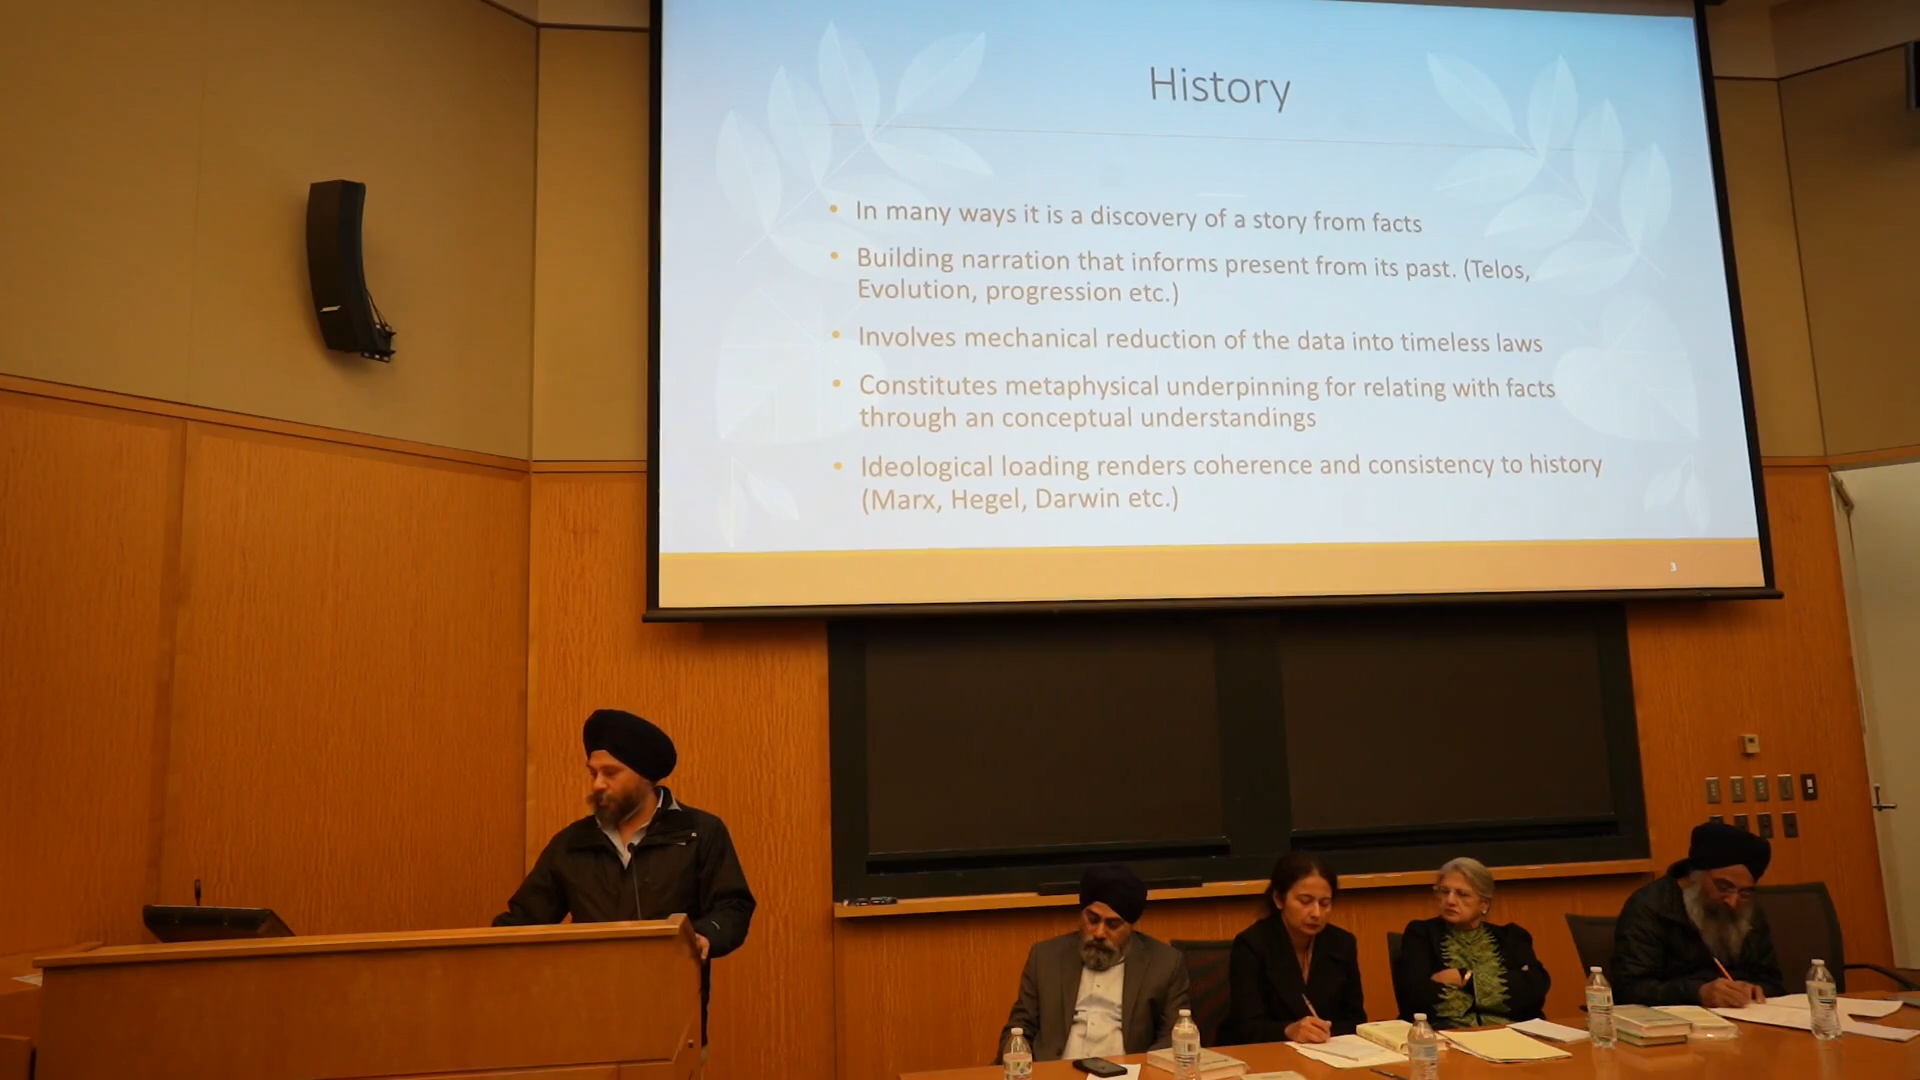 History
• In many ways it is a discovery of a story from facts
• Building narration that informs present from its past. (Telos,
Evolution, progression etc.)
• Involves mechanical reduction of the data into timeless laws
• Constitutes metaphysical underpinning for relating with facts
through an conceptual understandings
• Ideological loading renders coherence and consistency to history
(Marx, Hegel, Darwin etc.)
3